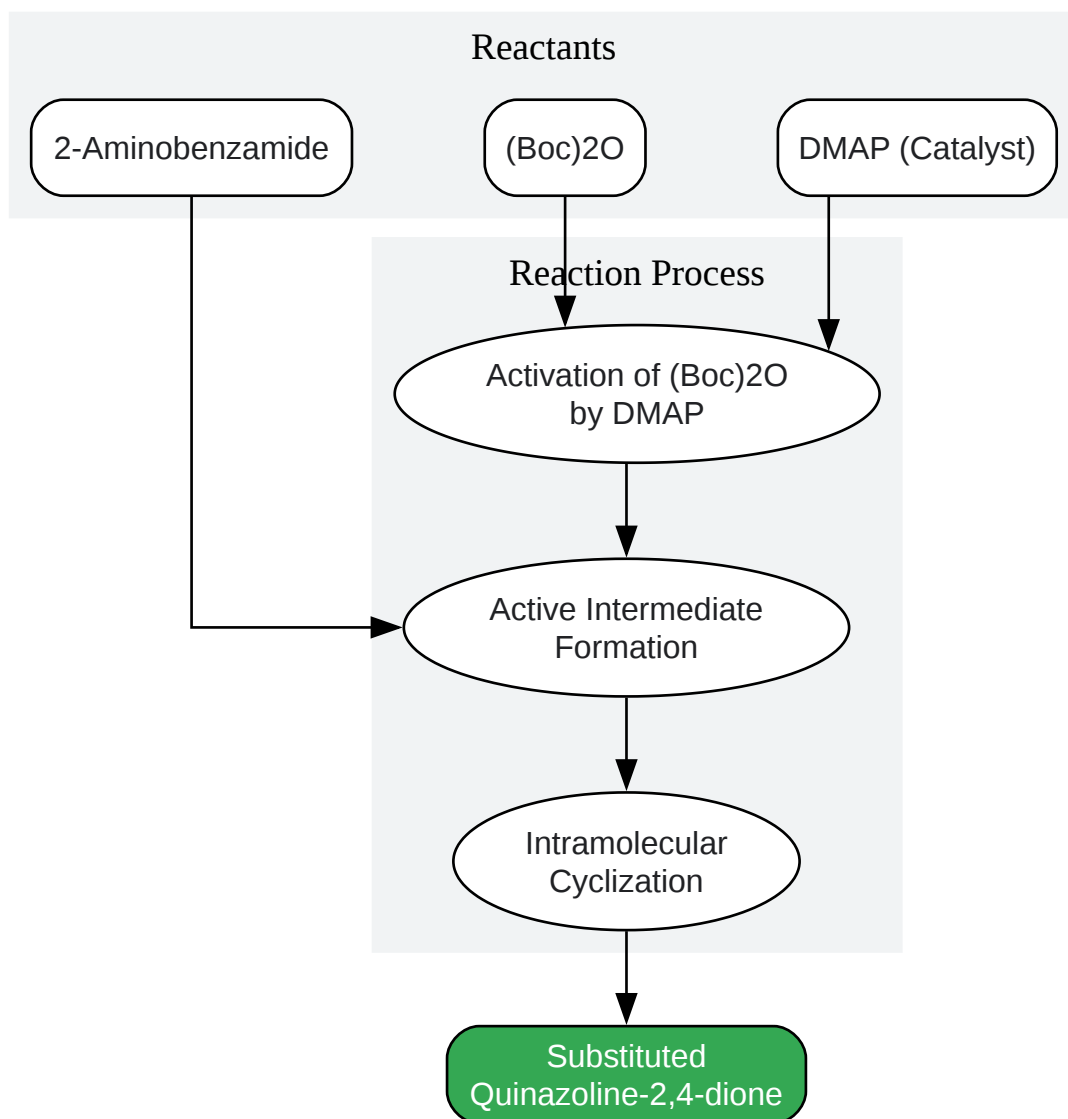 Reactants
2-Aminobenzamide
(Boc)2O
DMAP (Catalyst)
Reaction Process
Activation of (Boc)2O
by DMAP
Active Intermediate
Formation
Intramolecular
Cyclization
Substituted
Quinazoline-2,4-dione